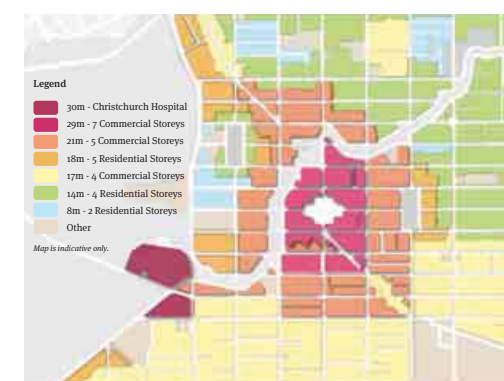 Legend
30m - Christchurch Hospital
29m - 7 Commercial Storeys
21m - 5 Commercial Storeys
18m - 5 Residential Storeys
17m - 4 Commercial Storeys
14m - 4 Residential Storeys
8m - 2 Residential Storeys
Other
Map is indicative only.